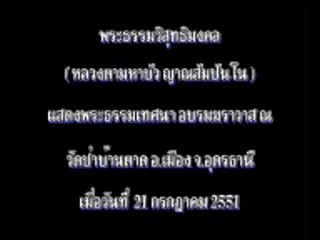 พระธรรมวิสุทธิมงคล
( หลวงตามหาบัว ญาณสัมปันโน )
แสดงพระธรรมเทศนา อบรมฆราวาส ณ
วัดป่าบ้านตาด อ.เมือง จ.อุดรธานี
เมื่อวันที่ 21 กรกฎาคม 2551